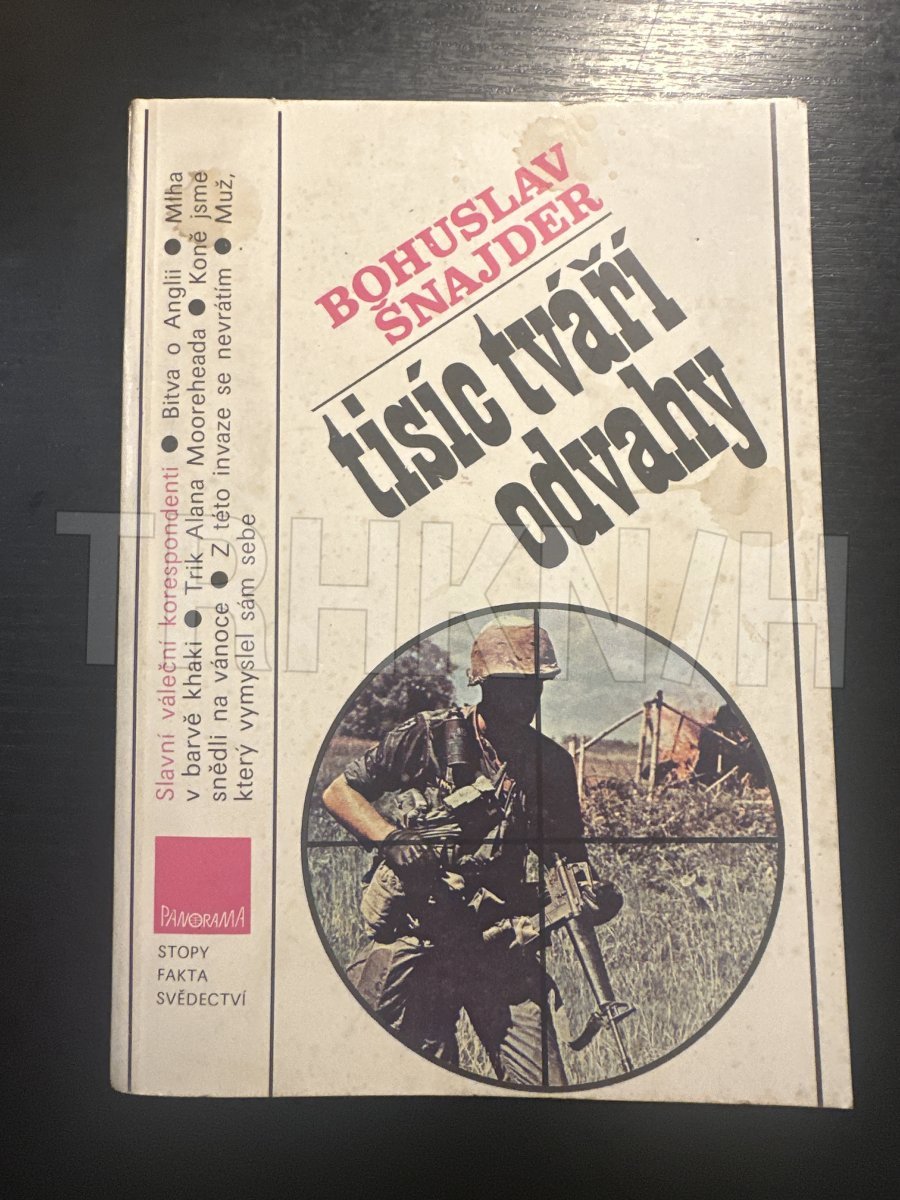 BOHUSLAV
ŠNAJDER
tisíc tváří
odvahy
Slavní váleční korespondenti ● Bitva o Anglii ● Mlha
v barvě khaki ● Trik Alana Mooreheada ● Koně jsme
snědli na vánoce ● Z této invaze se nevrátím ● Muž,
který vymyslel sám sebe
PANORAMA
STOPY
FAKTA
SVĚDECTVÍ
TRHKNIH